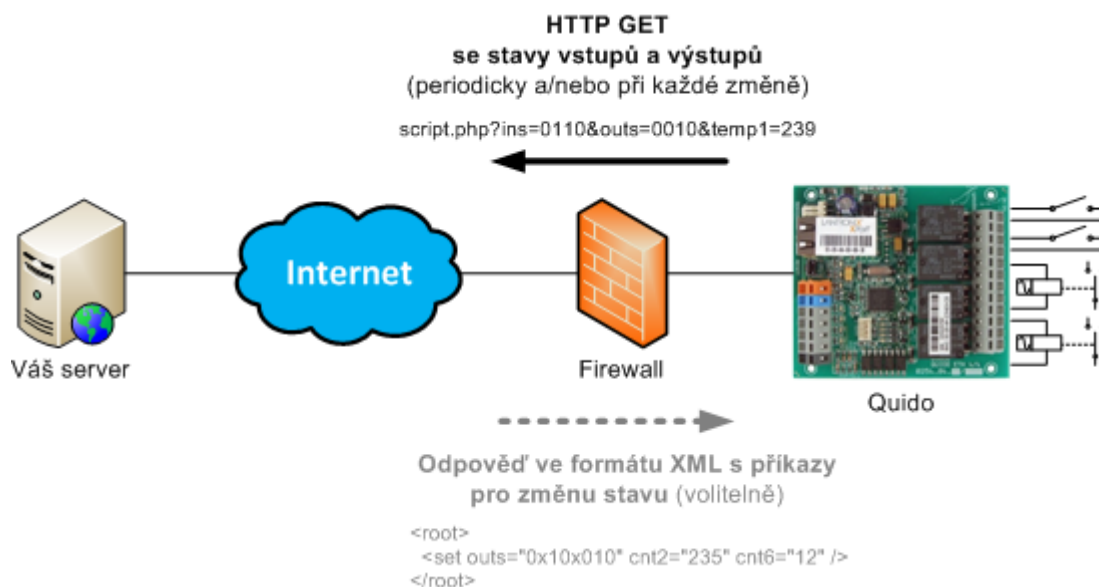 HTTP GET
se stavy vstupů a výstupů
(periodicky a/nebo při každé změně)
script.php?ins=0110&outs=0010&temp1=239
Internet
Váš server
Firewall
Quido
Odpověď ve formátu XML s příkazy
pro změnu stavu (volitelně)
<root>
<set outs="0x10x010" cnt2="235" cnt6="12" />
</root>